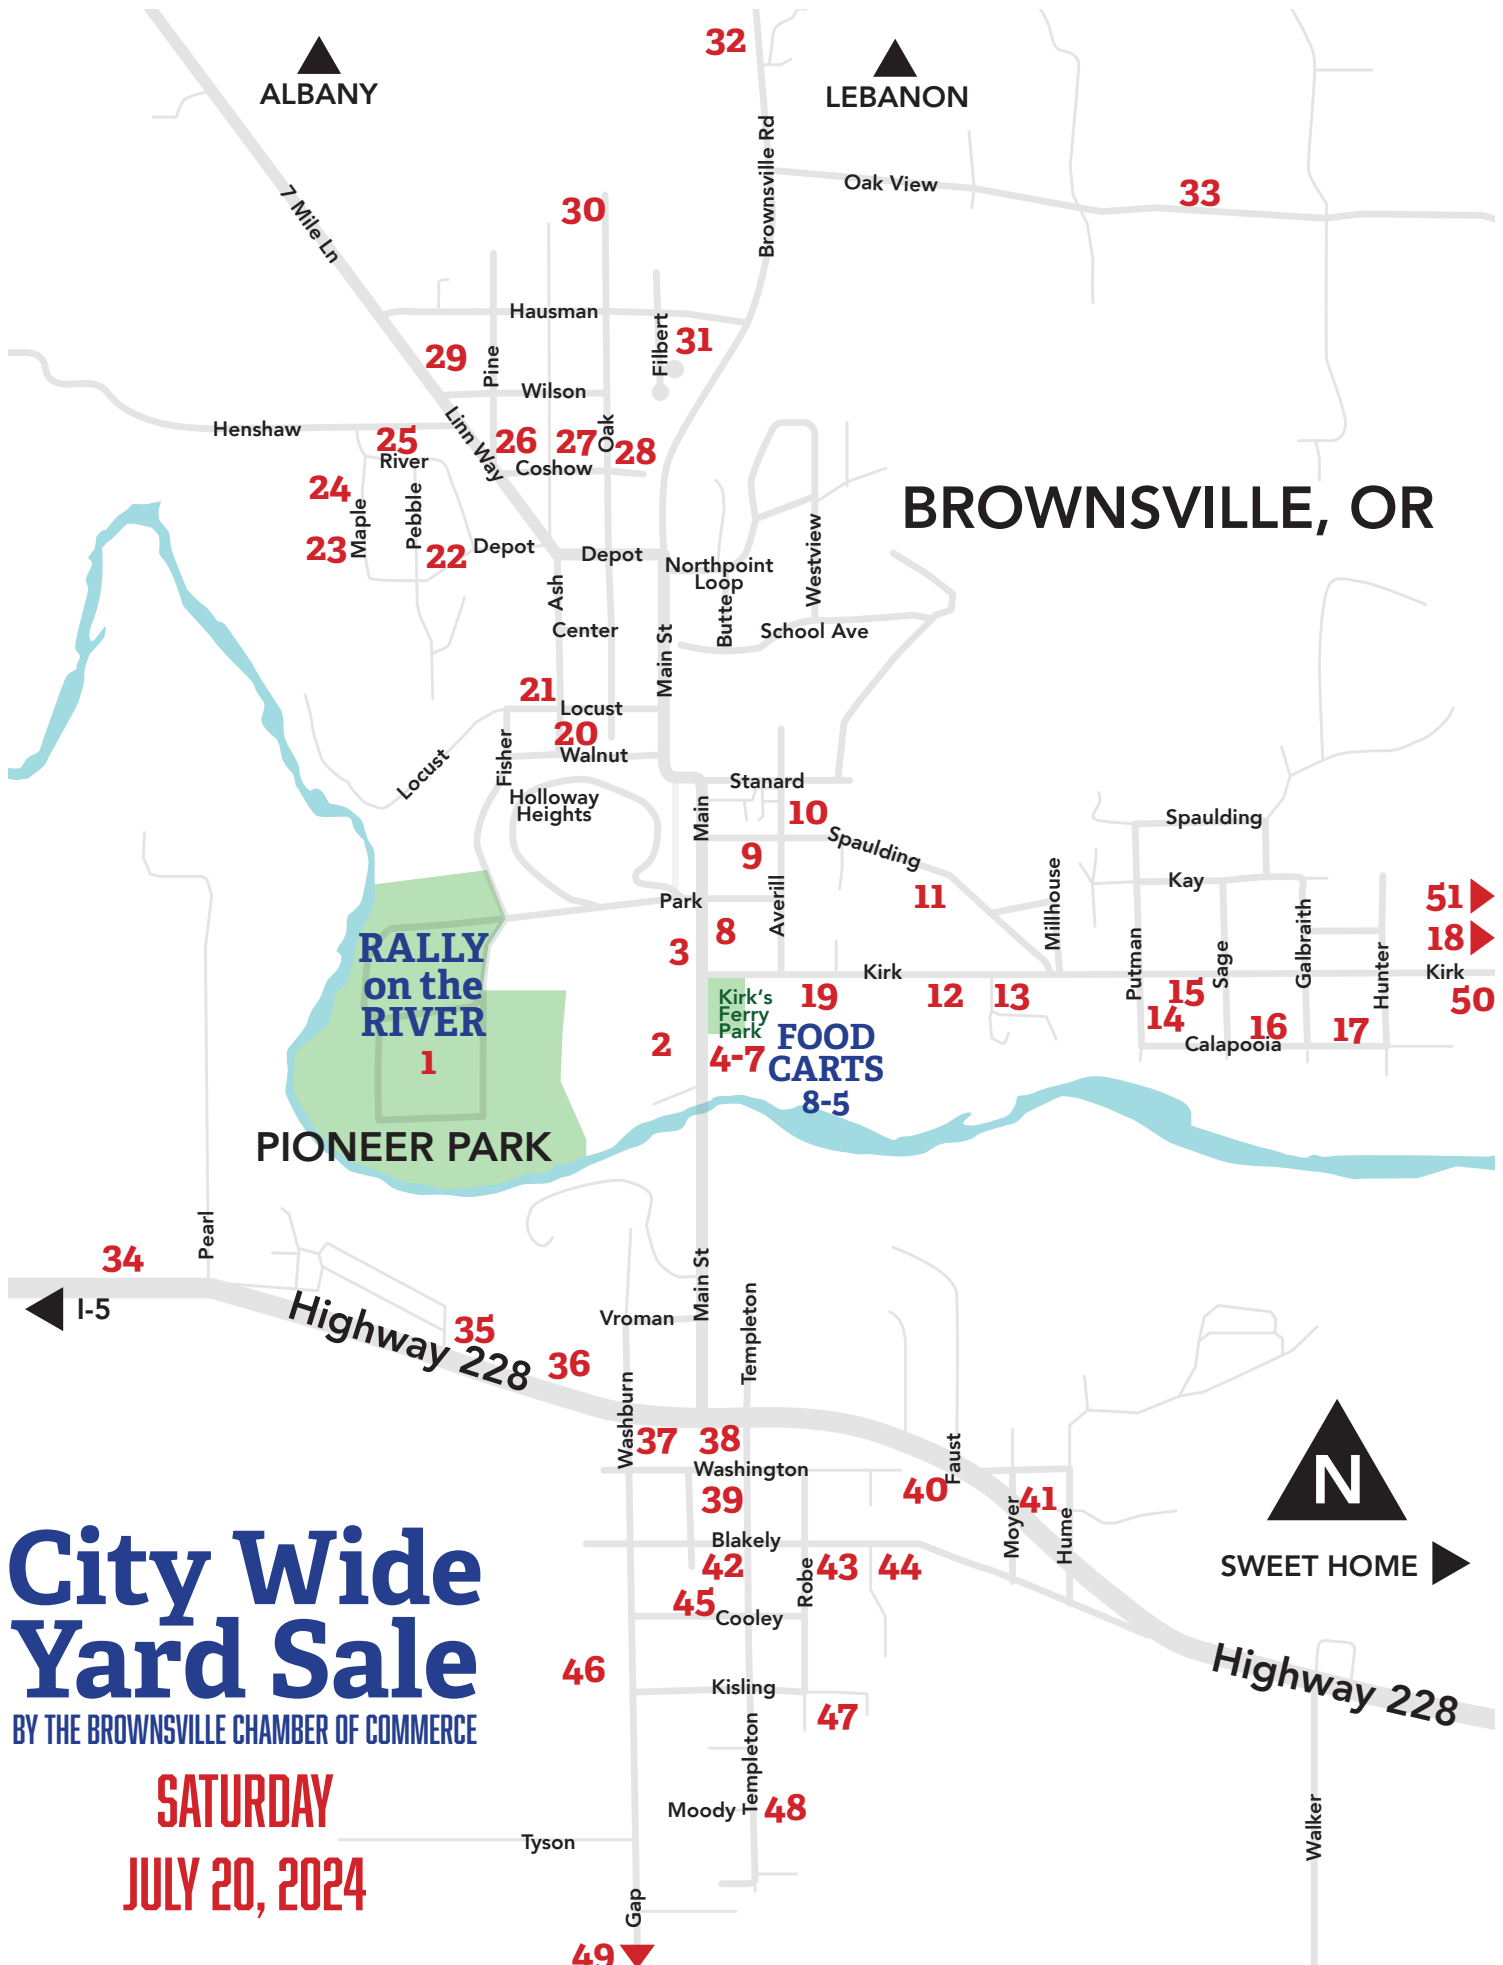 32
ALBANY
LEBANON
Brownsville Rd
Oak View
33
7 Mile Ln
30
Hausman
Filbert
31
29
Pine
Wilson
Henshaw
25
River
Linn Way
26
27
Oak
28
Coshow
24
Maple
Pebble
23
22
Depot
Depot
BROWNSVILLE, OR
Northpoint
Loop
Westview
Ash
Butte
Center
Main St
School Ave
21
Locust
20
Walnut
Fisher
Locust
Holloway
Heights
Stanard
Main
10
Spaulding
9
Spaulding
Millhouse
Kay
Park
Averill
11
51
8
3
Putman
Sage
Galbraith
Hunter
18
Kirk
Kirk
RALLY
on the
RIVER
1
Kirk's
Ferry
Park
19
12
13
15
50
14
16
17
Calapooia
2
4-7
FOOD
CARTS
8-5
PIONEER PARK
Pearl
34
I-5
Highway 228
35
36
Main St
Vroman
Templeton
Washburn
37
38
Washington
39
40
Faust
Moyer
41
Hume
N
SWEET HOME
Blakely
42
Robe
43
44
45
Cooley
46
Kisling
47
Highway 228
Templeton
Moody
48
Walker
Tyson
Gap
49
City Wide
Yard Sale
BY THE BROWNSVILLE CHAMBER OF COMMERCE
SATURDAY
JULY 20, 2024